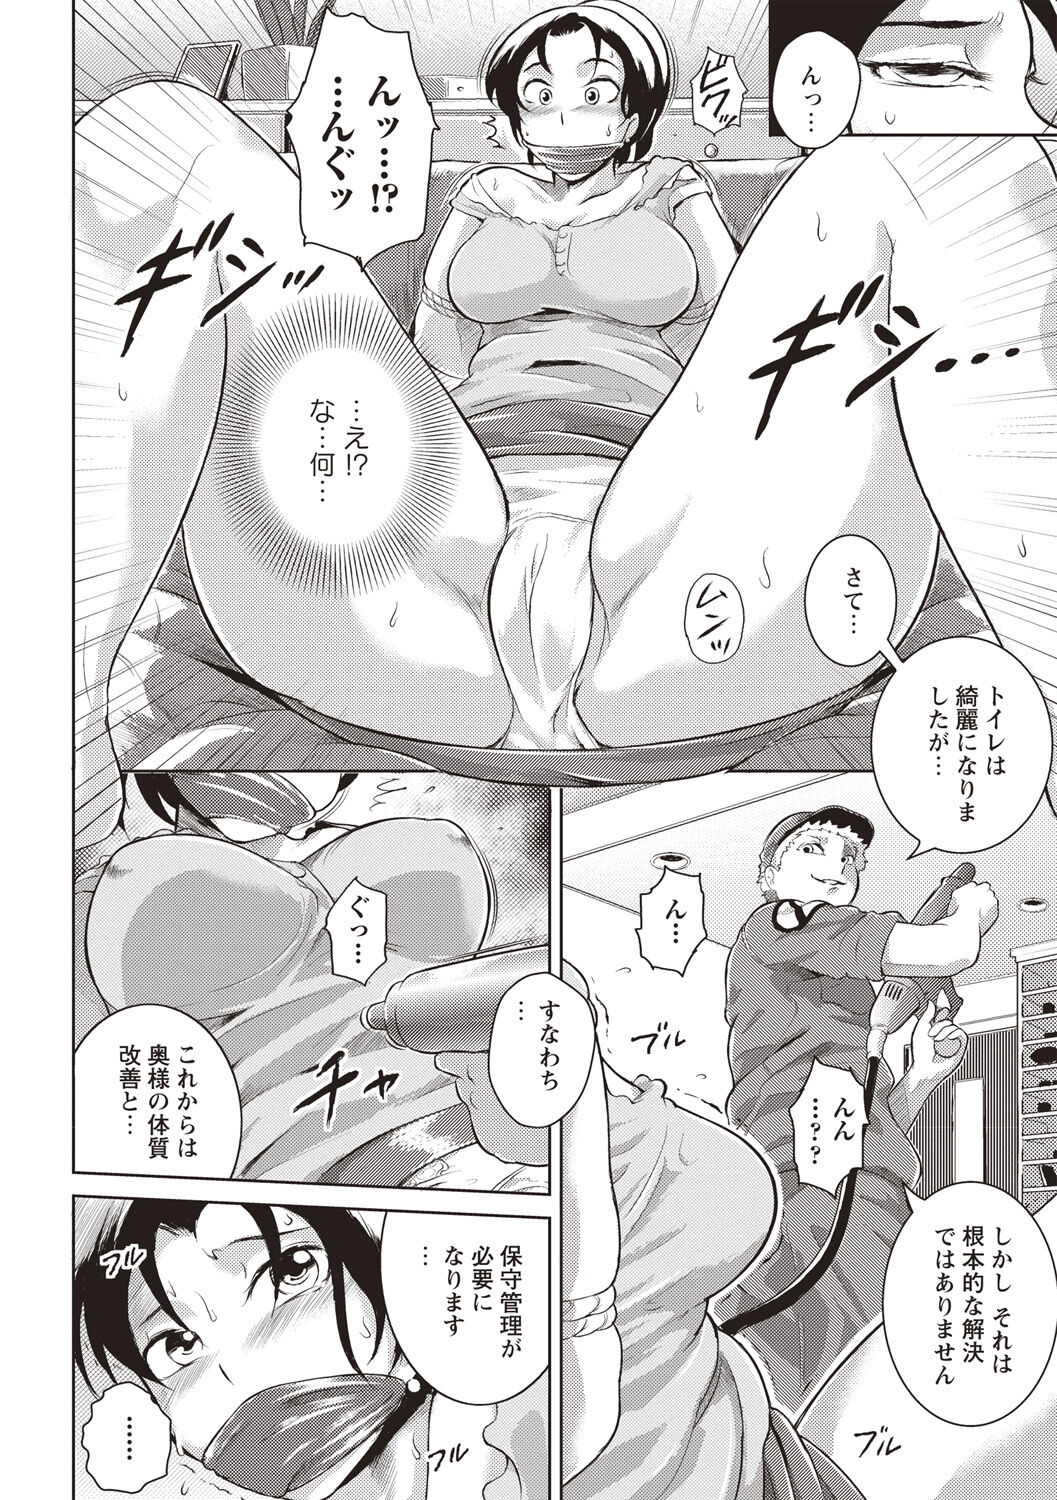 んっ…
ビクッ
んッ…!?
…んぐッ
ギシ…
ギシッ
…え!?
な…何…
ムンッ
さて…
トイレは
綺麗になりま
したが…
ん…
ブルッ
んん
…??
しかし それは
根本的な解決
ではありません
ブルッ
すなわち
…
ぐっ…
チャ
これからは
奥様の体質
改善と…
保守管理が
必要に
なります
…
ブルッ
……